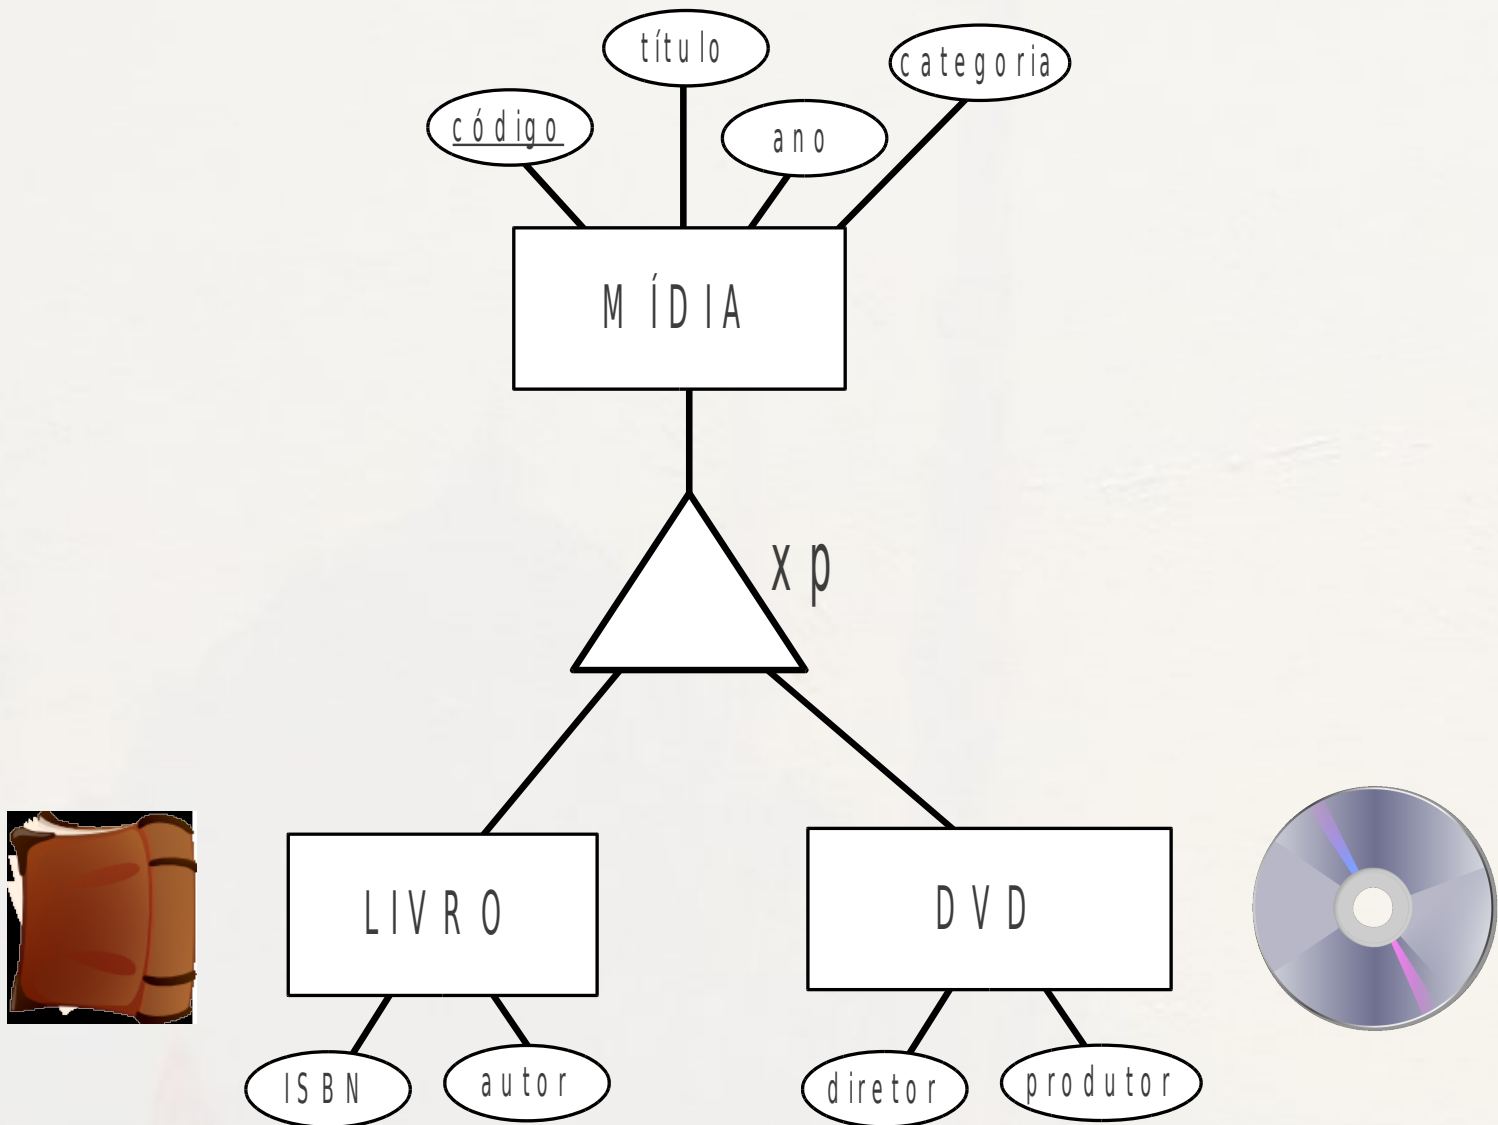 título
categoria
código
ano
MÍDIA
xp
LIVRO
DVD
ISBN
autor
diretor
produtor